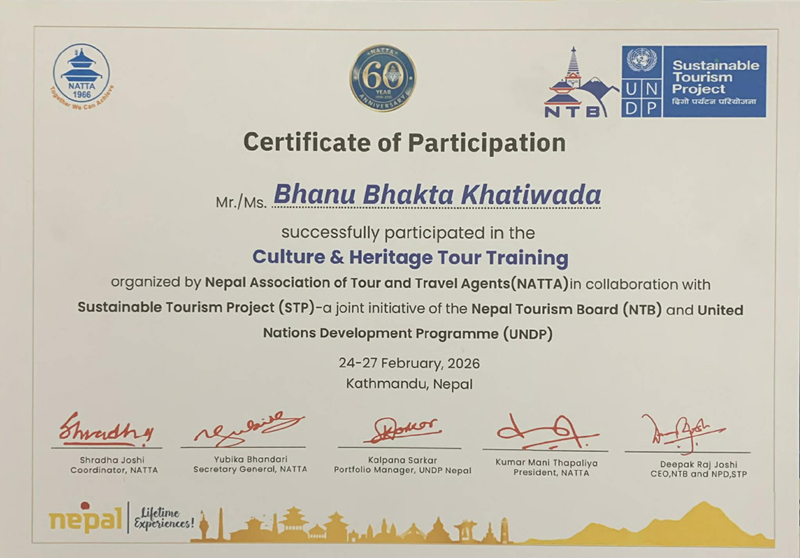 NATTA
1966
Together We Can Achieve
NATTA
60
YEAR
ANNIVERSARY
NTB
UN
DP
Sustainable
Tourism
Project
दिगो पर्यटन परियोजना
Certificate of Participation
Mr./Ms. Bhanu Bhakta Khatiwada
successfully participated in the
Culture & Heritage Tour Training
organized by Nepal Association of Tour and Travel Agents(NATTA)in collaboration with
Sustainable Tourism Project (STP)-a joint initiative of the Nepal Tourism Board (NTB) and United
Nations Development Programme (UNDP)
24-27 February, 2026
Kathmandu, Nepal
Shradha
Shradha Joshi
Coordinator, NATTA
Yubika Bhandari
Secretary General, NATTA
Kalpana Sarkar
Portfolio Manager, UNDP Nepal
Kumar Mani Thapaliya
President, NATTA
Deepak Raj Joshi
CEO,NTB and NPD,STP
nepal
Lifetime
Experiences!